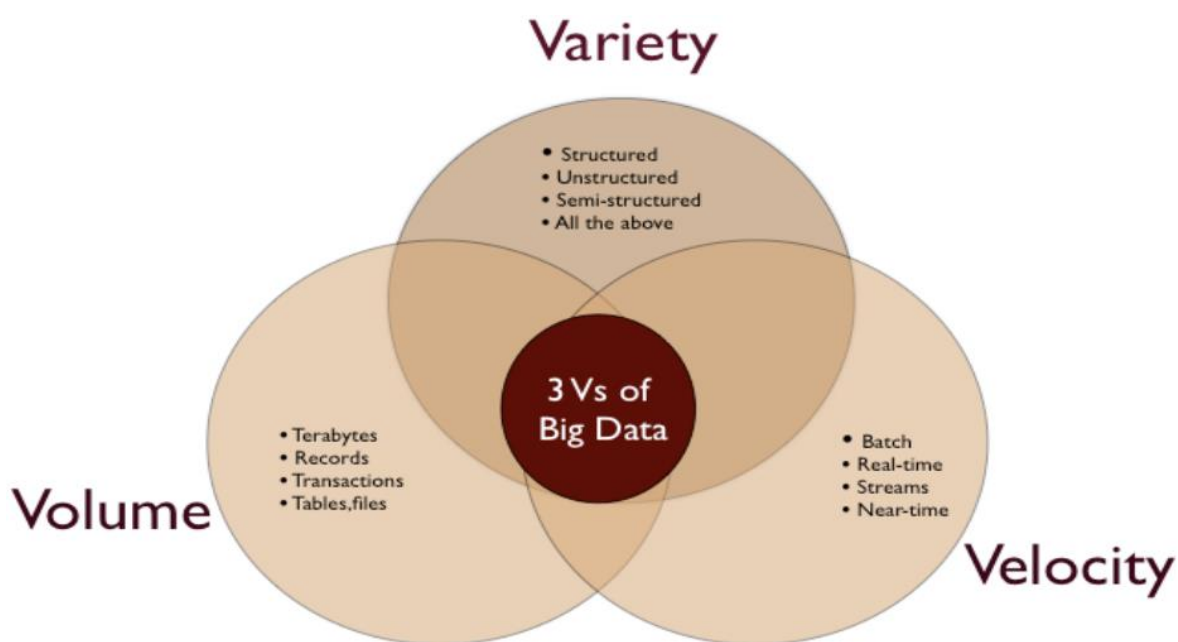 Variety
• Structured
• Unstructured
• Semi-structured
• All the above
3 Vs of
Big Data
• Terabytes
• Records
• Transactions
• Tables,files
Volume
• Batch
• Real-time
• Streams
• Near-time
Velocity